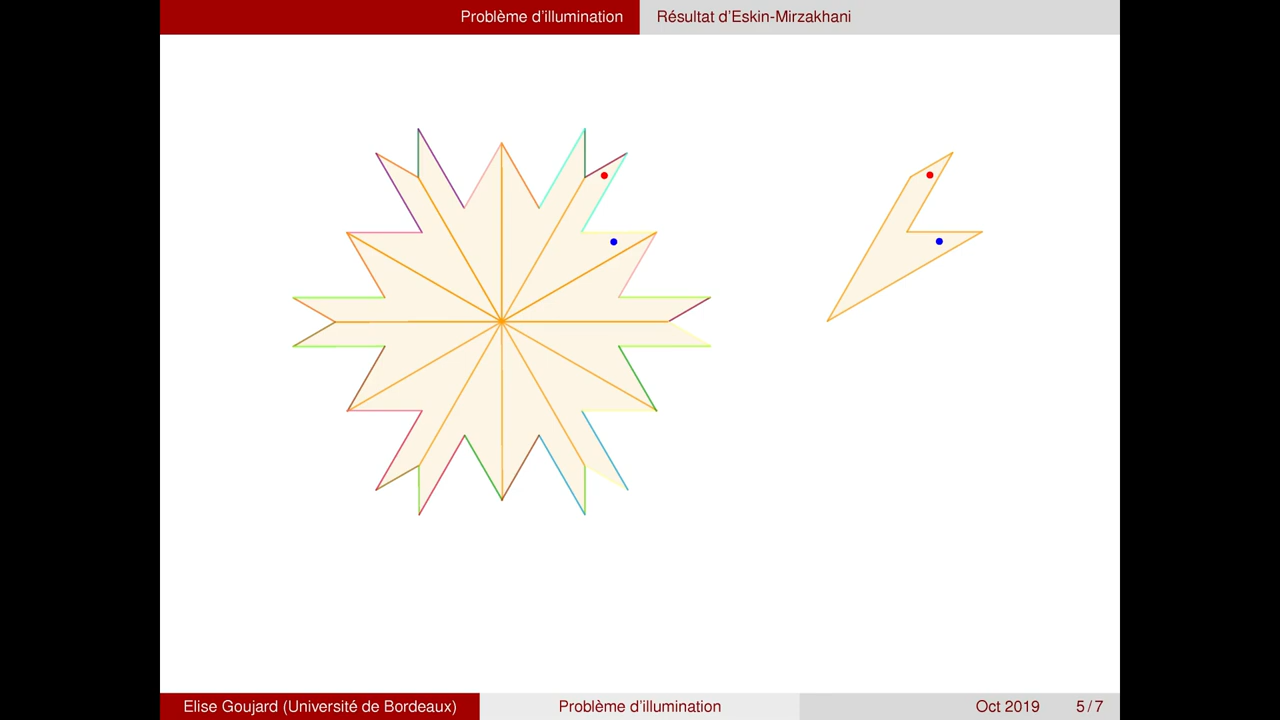 Problème d'illumination
Résultat d'Eskin-Mirzakhani
Elise Goujard (Université de Bordeaux)
Problème d'illumination
Oct 2019
5 / 7